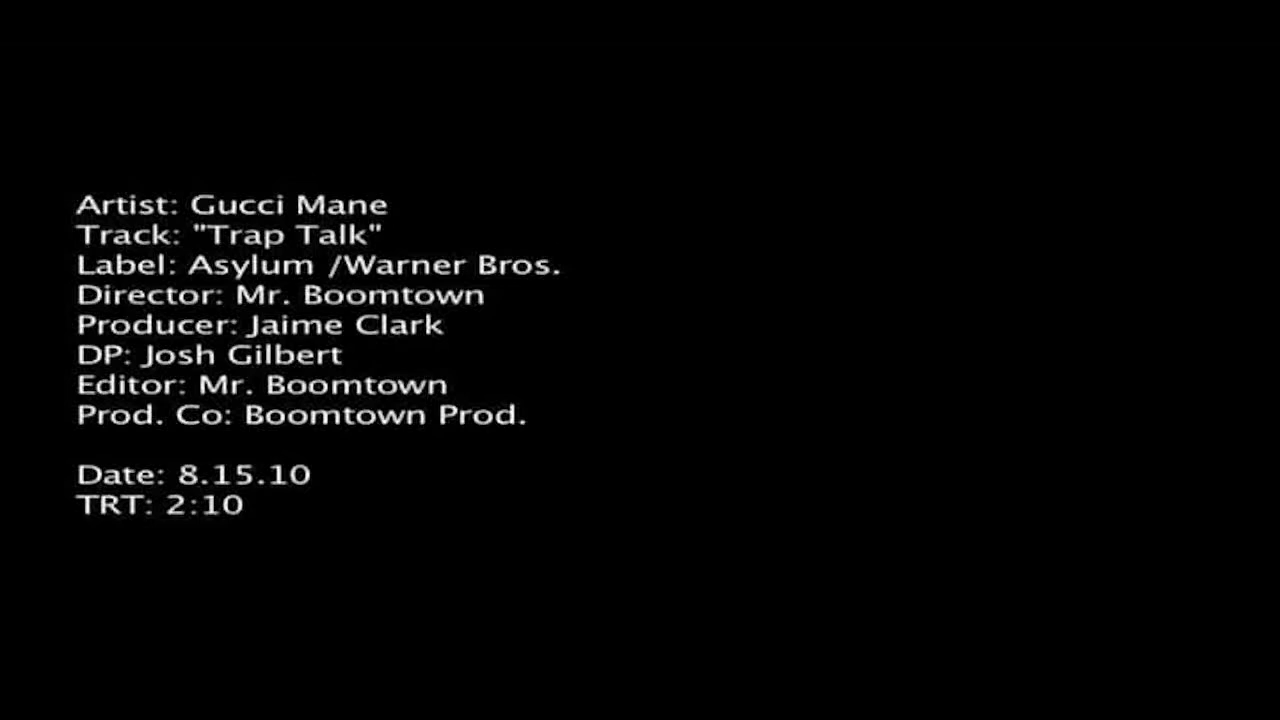 Artist: Gucci Mane
Track: "Trap Talk"
Label: Asylum /Warner Bros.
Director: Mr. Boomtown
Producer: Jaime Clark
DP: Josh Gilbert
Editor: Mr. Boomtown
Prod. Co: Boomtown Prod.
Date: 8.15.10
TRT: 2:10